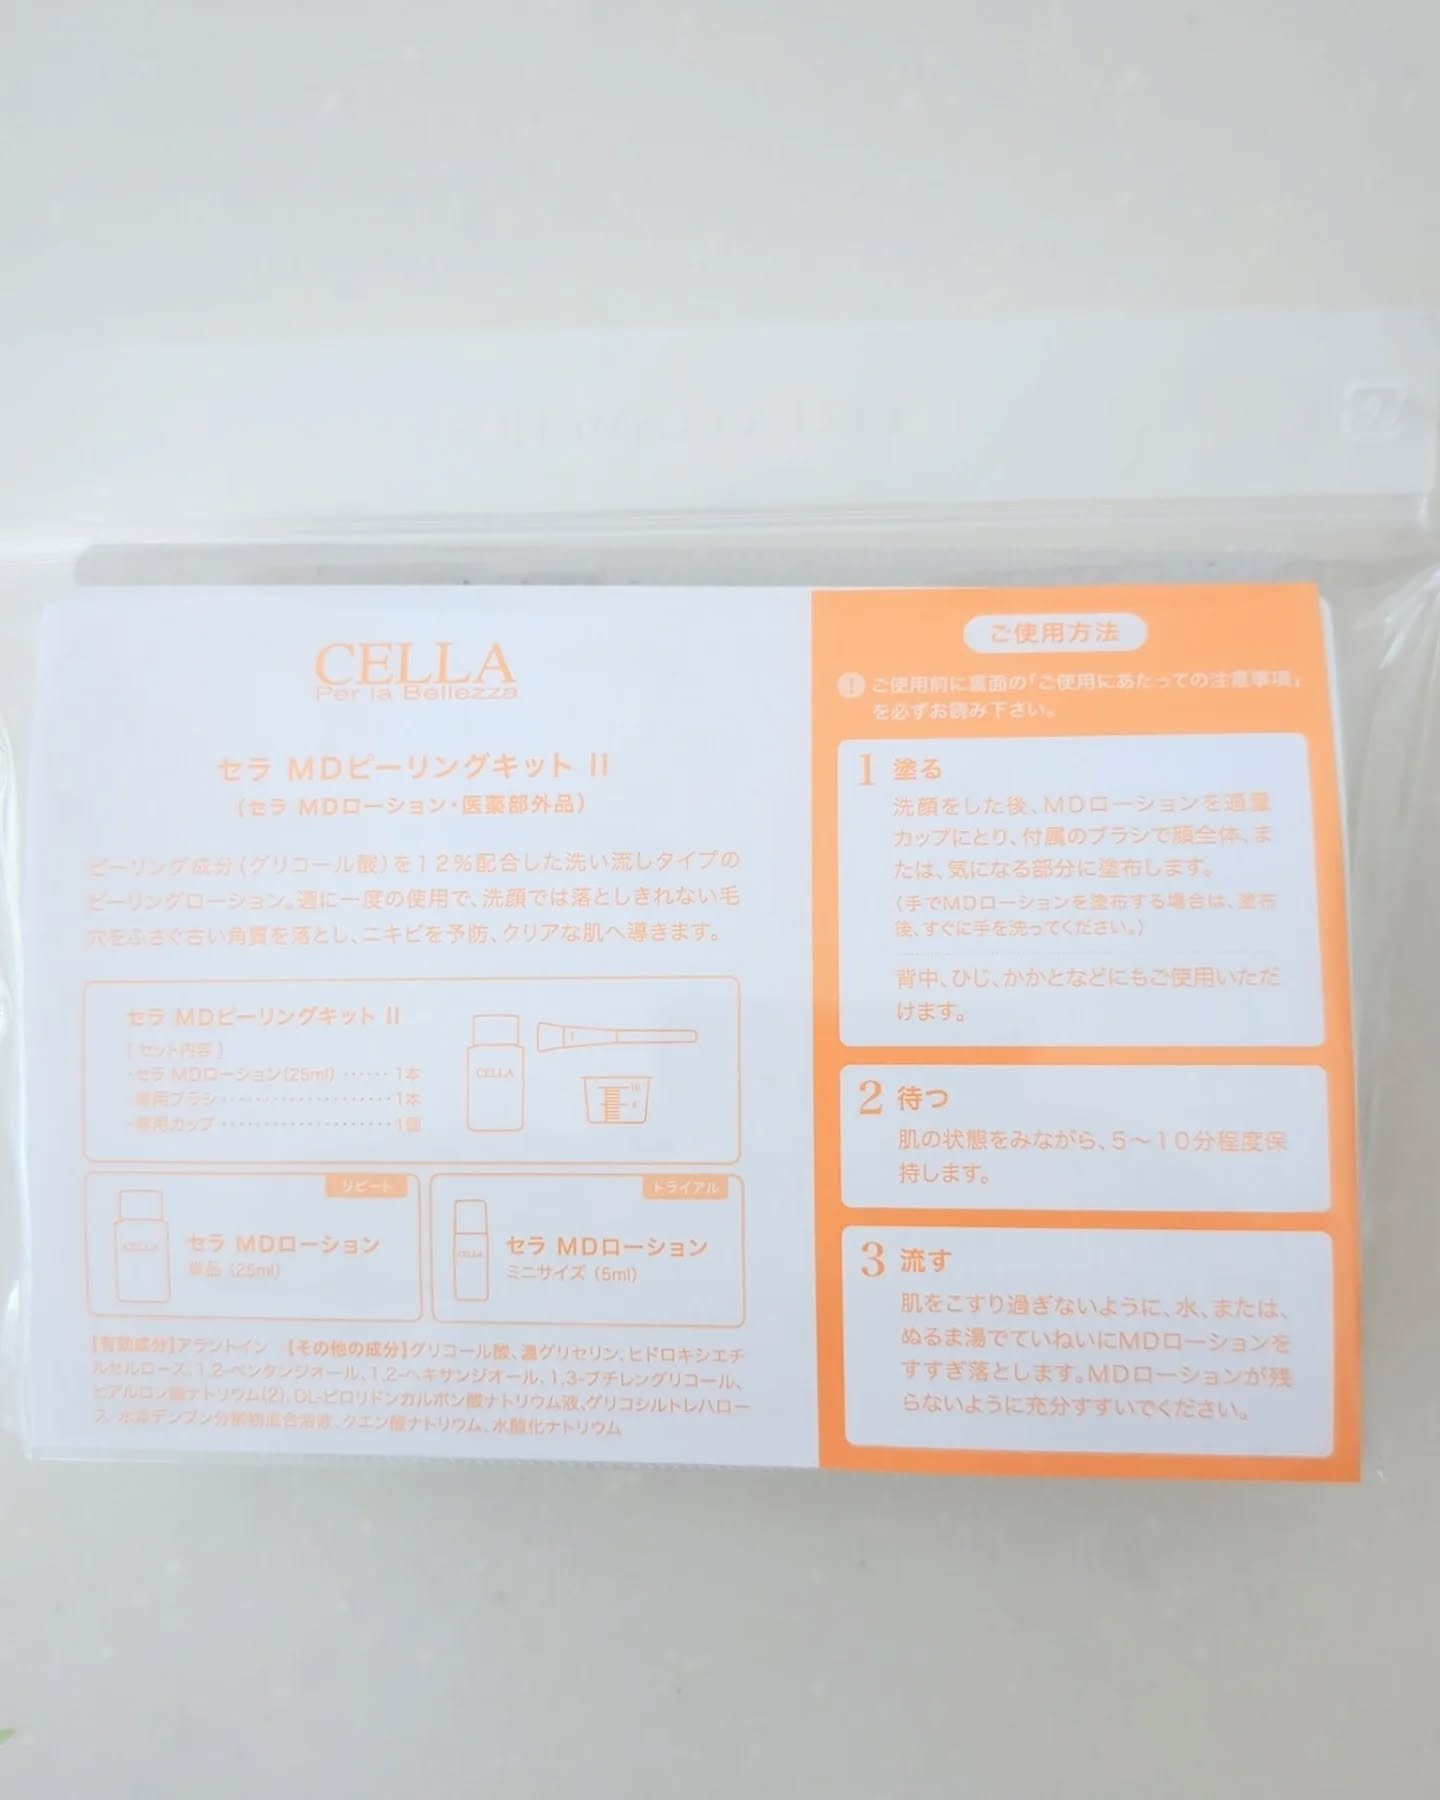 CELLA
Per la Bellezza
セラ MDピーリングキット II
(セラ MDローション・医薬部外品)
ピーリング成分(グリコール酸)を12%配合した洗い流しタイプの
ピーリングローション。週に一度の使用で、洗顔では落としきれない毛
穴をふさぐ古い角質を落とし、ニキビを予防、クリアな肌へ導きます。
セラ MDピーリングキット II
[セット内容]
・セラ MDローション(25ml) ······ 1本
・専用ブラシ ···················· 1本
・専用カップ ···················· 1個
CELLA
10
リピート
CELLA
セラ MDローション
単品 (25ml)
トライアル
CELLA
セラ MDローション
ミニサイズ (5ml)
【有効成分】アラントイン 【その他の成分】グリコール酸、濃グリセリン、ヒドロキシエチ
ルセルロース、1,2-ペンタンジオール、1,2-ヘキサンジオール、1,3-ブチレングリコール、
ヒアルロン酸ナトリウム(2)、DL-ピロリドンカルボン酸ナトリウム液、グリコシルトレハロー
ス・水添デンプン分解物混合溶液、クエン酸ナトリウム、水酸化ナトリウム
ご使用方法
! ご使用前に裏面の「ご使用にあたっての注意事項」
を必ずお読み下さい。
1 塗る
洗顔をした後、MDローションを適量
カップにとり、付属のブラシで顔全体、ま
たは、気になる部分に塗布します。
(手でMDローションを塗布する場合は、塗布
後、すぐに手を洗ってください。)
背中、ひじ、かかとなどにもご使用いただ
けます。
2 待つ
肌の状態をみながら、5〜10分程度保
持します。
3 流す
肌をこすり過ぎないように、水、または、
ぬるま湯でていねいにMDローションを
すすぎ落とします。MDローションが残
らないように充分すすいでください。